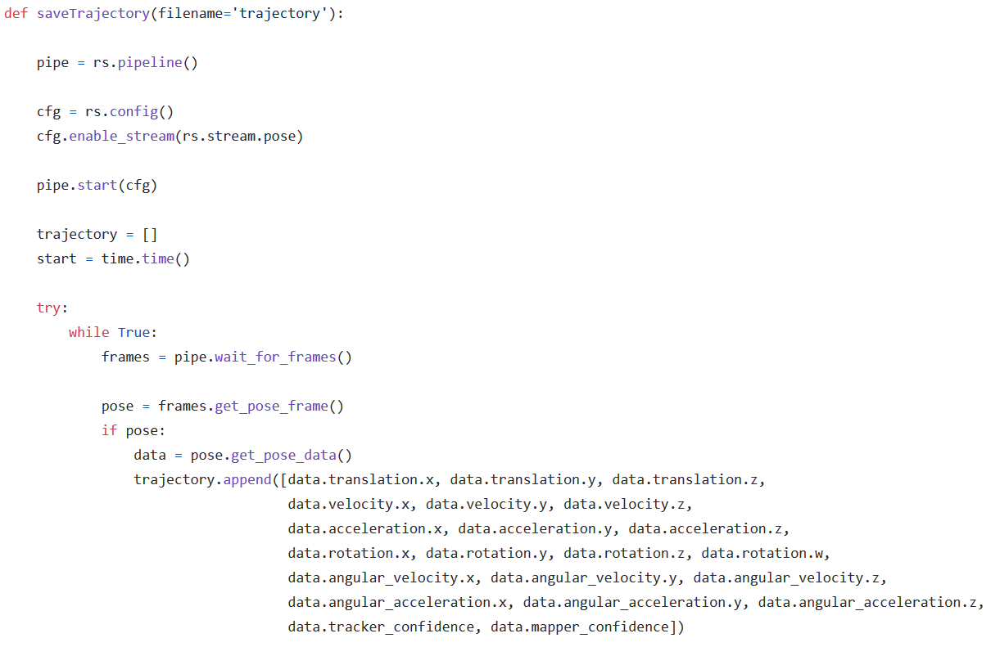 def saveTrajectory(filename='trajectory'):
    pipe = rs.pipeline()
    cfg = rs.config()
    cfg.enable_stream(rs.stream.pose)
    pipe.start(cfg)
    trajectory = []
    start = time.time()
    try:
        while True:
            frames = pipe.wait_for_frames()
            pose = frames.get_pose_frame()
            if pose:
                data = pose.get_pose_data()
                trajectory.append([data.translation.x, data.translation.y, data.translation.z,
                                   data.velocity.x, data.velocity.y, data.velocity.z,
                                   data.acceleration.x, data.acceleration.y, data.acceleration.z,
                                   data.rotation.x, data.rotation.y, data.rotation.z, data.rotation.w,
                                   data.angular_velocity.x, data.angular_velocity.y, data.angular_velocity.z,
                                   data.angular_acceleration.x, data.angular_acceleration.y, data.angular_acceleration.z,
                                   data.tracker_confidence, data.mapper_confidence])